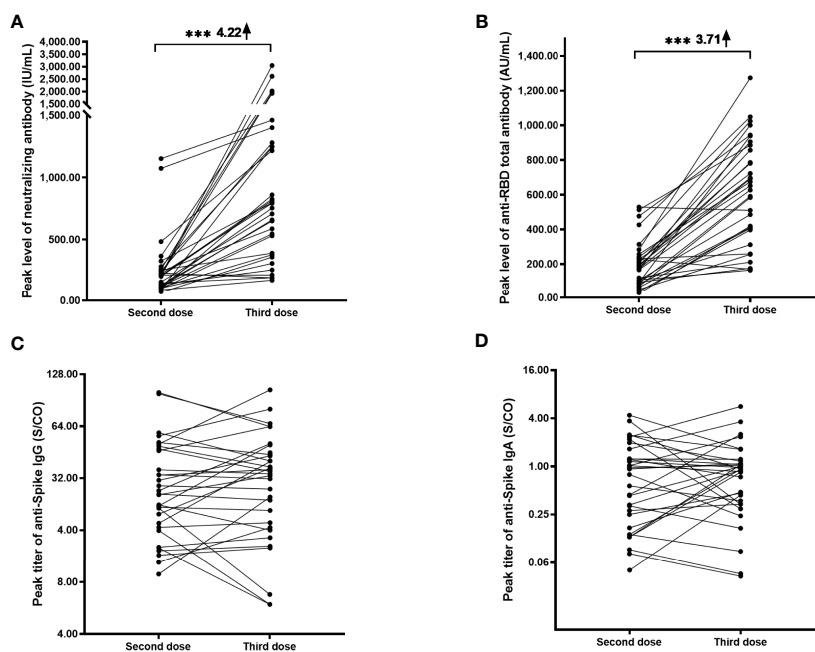 A
*** 4.22
Peak level of neutralizing antibody (IU/mL)
4,000.00
3,500.00
3,000.00
2,500.00
2,000.00
1,500.00
1,500.00
1,000.00
500.00
0.00
Second dose
Third dose
B
*** 3.71
Peak level of anti-RBD total antibody (AU/mL)
1,400.00
1,000.00
800.00
600.00
400.00
200.00
0.00
Second dose
Third dose
C
Peak titer of anti-Spike IgG (S/CO)
128.00
64.00
32.00
4.00
8.00
4.00
Second dose
Third dose
D
Peak titer of anti-Spike IgA (S/CO)
16.00
4.00
1.00
0.25
0.06
Second dose
Third dose